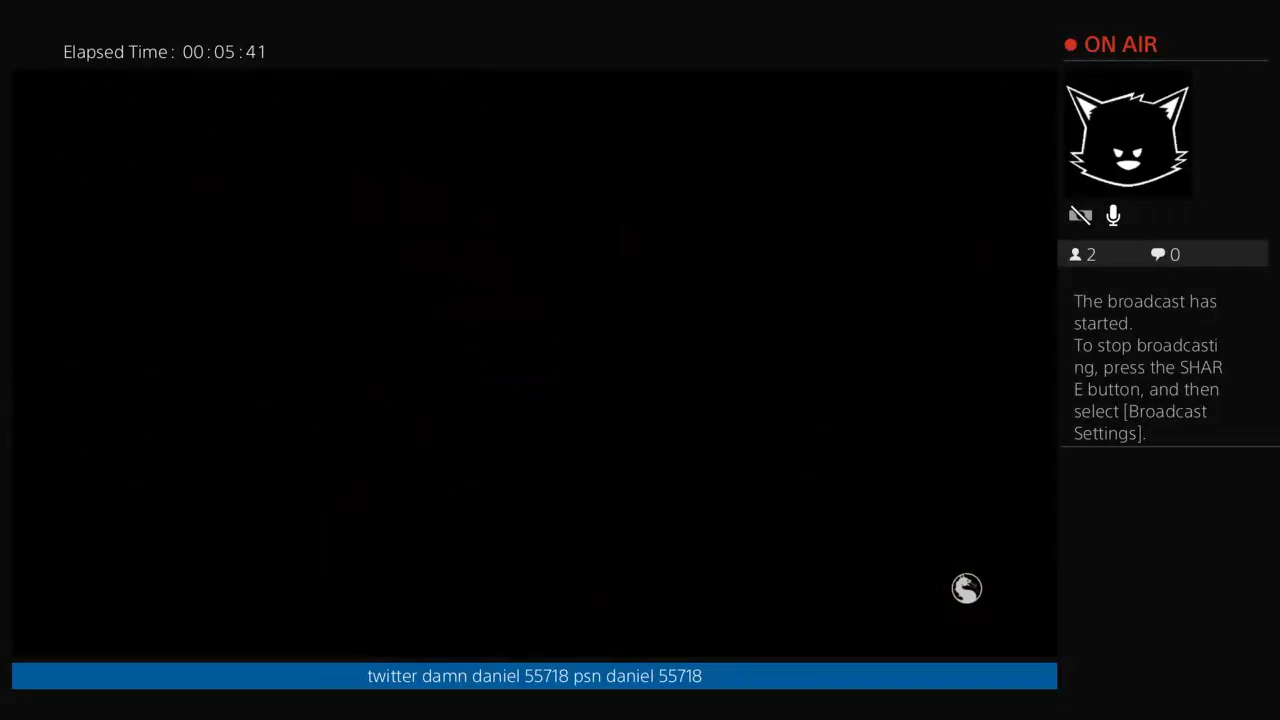 Elapsed Time: 00:05:41
ON AIR
2 0
The broadcast has
started.
To stop broadcasti
ng, press the SHAR
E button, and then
select [Broadcast
Settings].
twitter damn daniel 55718 psn daniel 55718